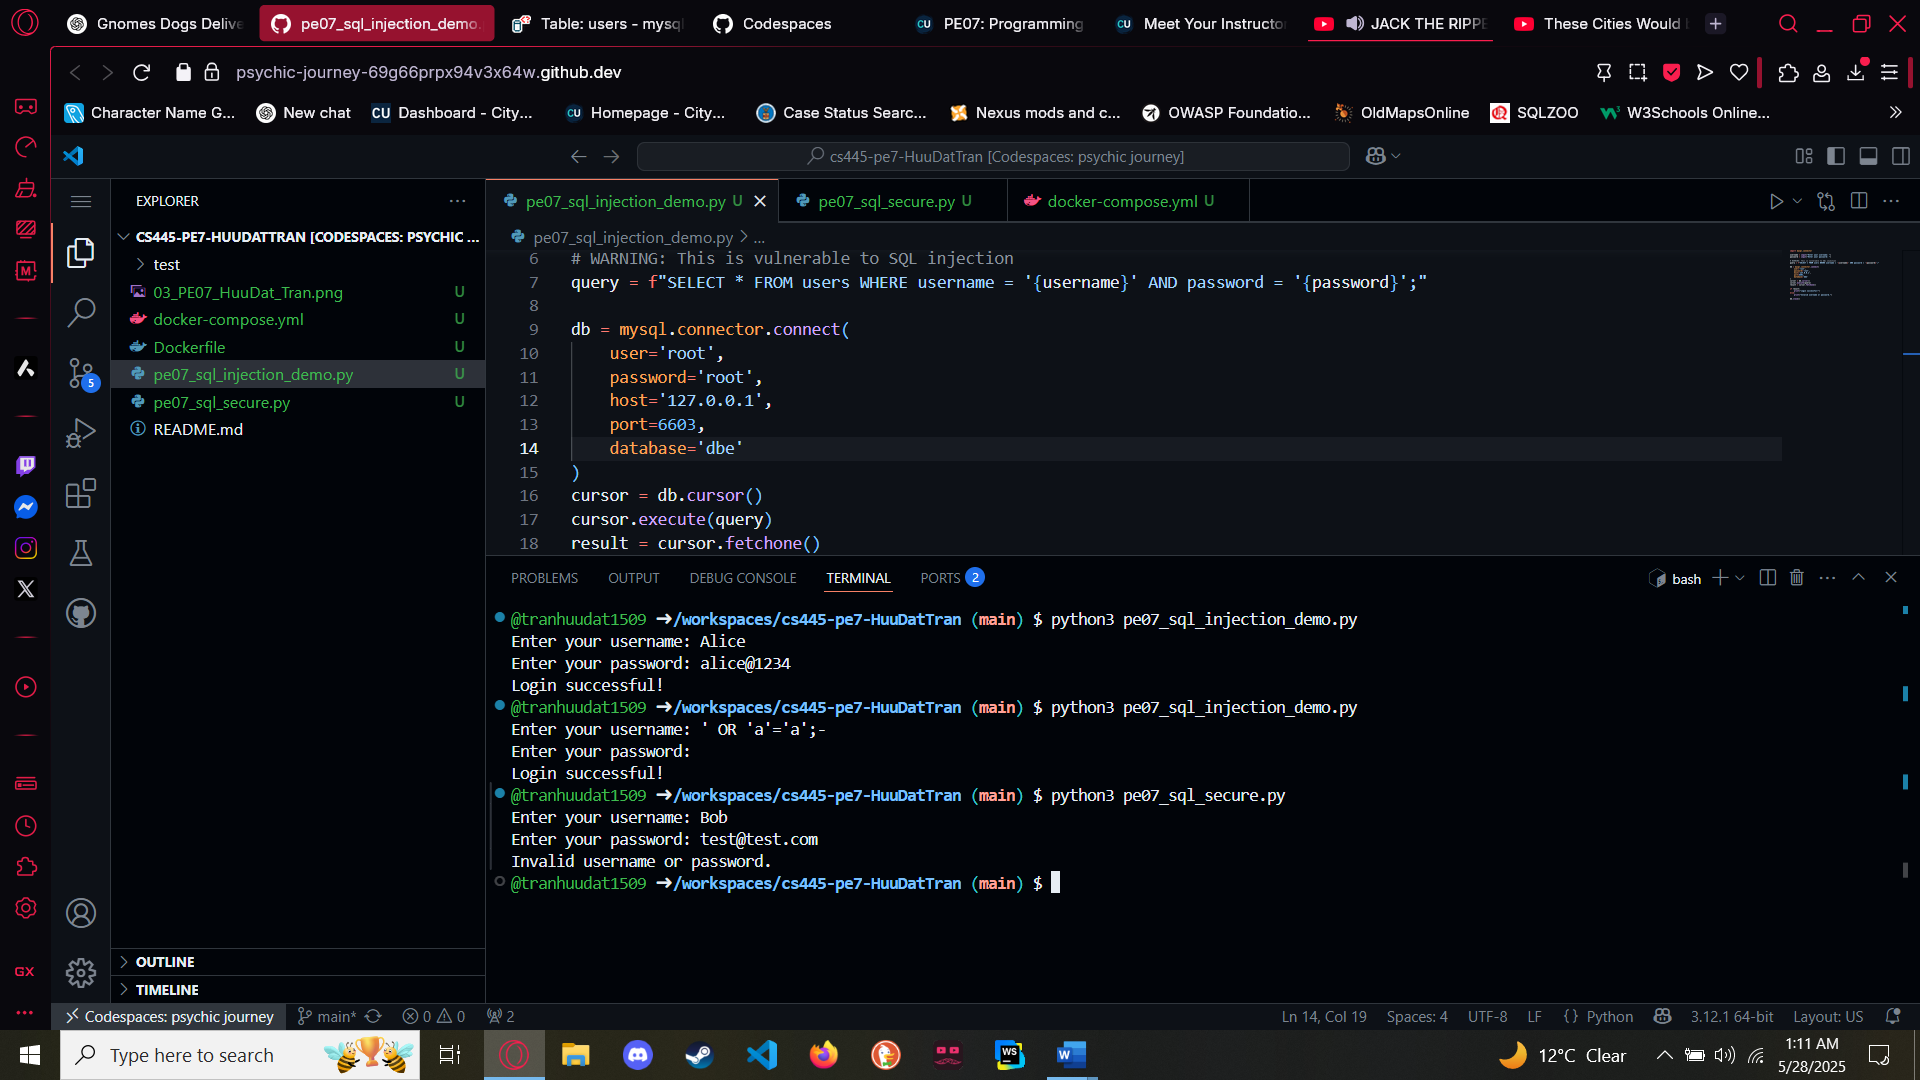 Gnomes Dogs Delive
pe07_sql_injection_demo.
Table: users - mysql
Codespaces
CU PE07: Programming
CU Meet Your Instructo
JACK THE RIPPE
These Cities Would b
psychic-journey-69g66prpx94v3x64w.github.dev
Character Name G...
New chat
CU Dashboard - City...
CU Homepage - City...
Case Status Search...
Nexus mods and c...
OWASP Foundatio...
OldMapsOnline
SQLZOO
W3Schools Online...
cs445-pe7-HuuDatTran [Codespaces: psychic journey]
EXPLORER
CS445-PE7-HUUDATTRAN [CODESPACES: PSYCHIC ...
test
03_PE07_HuuDat_Tran.png U
docker-compose.yml U
Dockerfile U
pe07_sql_injection_demo.py U
pe07_sql_secure.py U
README.md
5
OUTLINE
TIMELINE
pe07_sql_injection_demo.py U
pe07_sql_secure.py U
docker-compose.yml U
pe07_sql_injection_demo.py > ...
6 # WARNING: This is vulnerable to SQL injection
7 query = f"SELECT * FROM users WHERE username = '{username}' AND password = '{password}';"
8
9 db = mysql.connector.connect(
10 user='root',
11 password='root',
12 host='127.0.0.1',
13 port=6603,
14 database='dbe'
15 )
16 cursor = db.cursor()
17 cursor.execute(query)
18 result = cursor.fetchone()
PROBLEMS OUTPUT DEBUG CONSOLE TERMINAL PORTS 2
bash
@tranhuudat1509 ➜/workspaces/cs445-pe7-HuuDatTran (main) $ python3 pe07_sql_injection_demo.py
Enter your username: Alice
Enter your password: alice@1234
Login successful!
@tranhuudat1509 ➜/workspaces/cs445-pe7-HuuDatTran (main) $ python3 pe07_sql_injection_demo.py
Enter your username: ' OR 'a'='a';-
Enter your password:
Login successful!
@tranhuudat1509 ➜/workspaces/cs445-pe7-HuuDatTran (main) $ python3 pe07_sql_secure.py
Enter your username: Bob
Enter your password: test@test.com
Invalid username or password.
@tranhuudat1509 ➜/workspaces/cs445-pe7-HuuDatTran (main) $
GX
Codespaces: psychic journey
main*
0 0
2
Ln 14, Col 19
Spaces: 4
UTF-8
LF
{} Python
3.12.1 64-bit
Layout: US
Type here to search
WS
W
12°C Clear
1:11 AM
5/28/2025